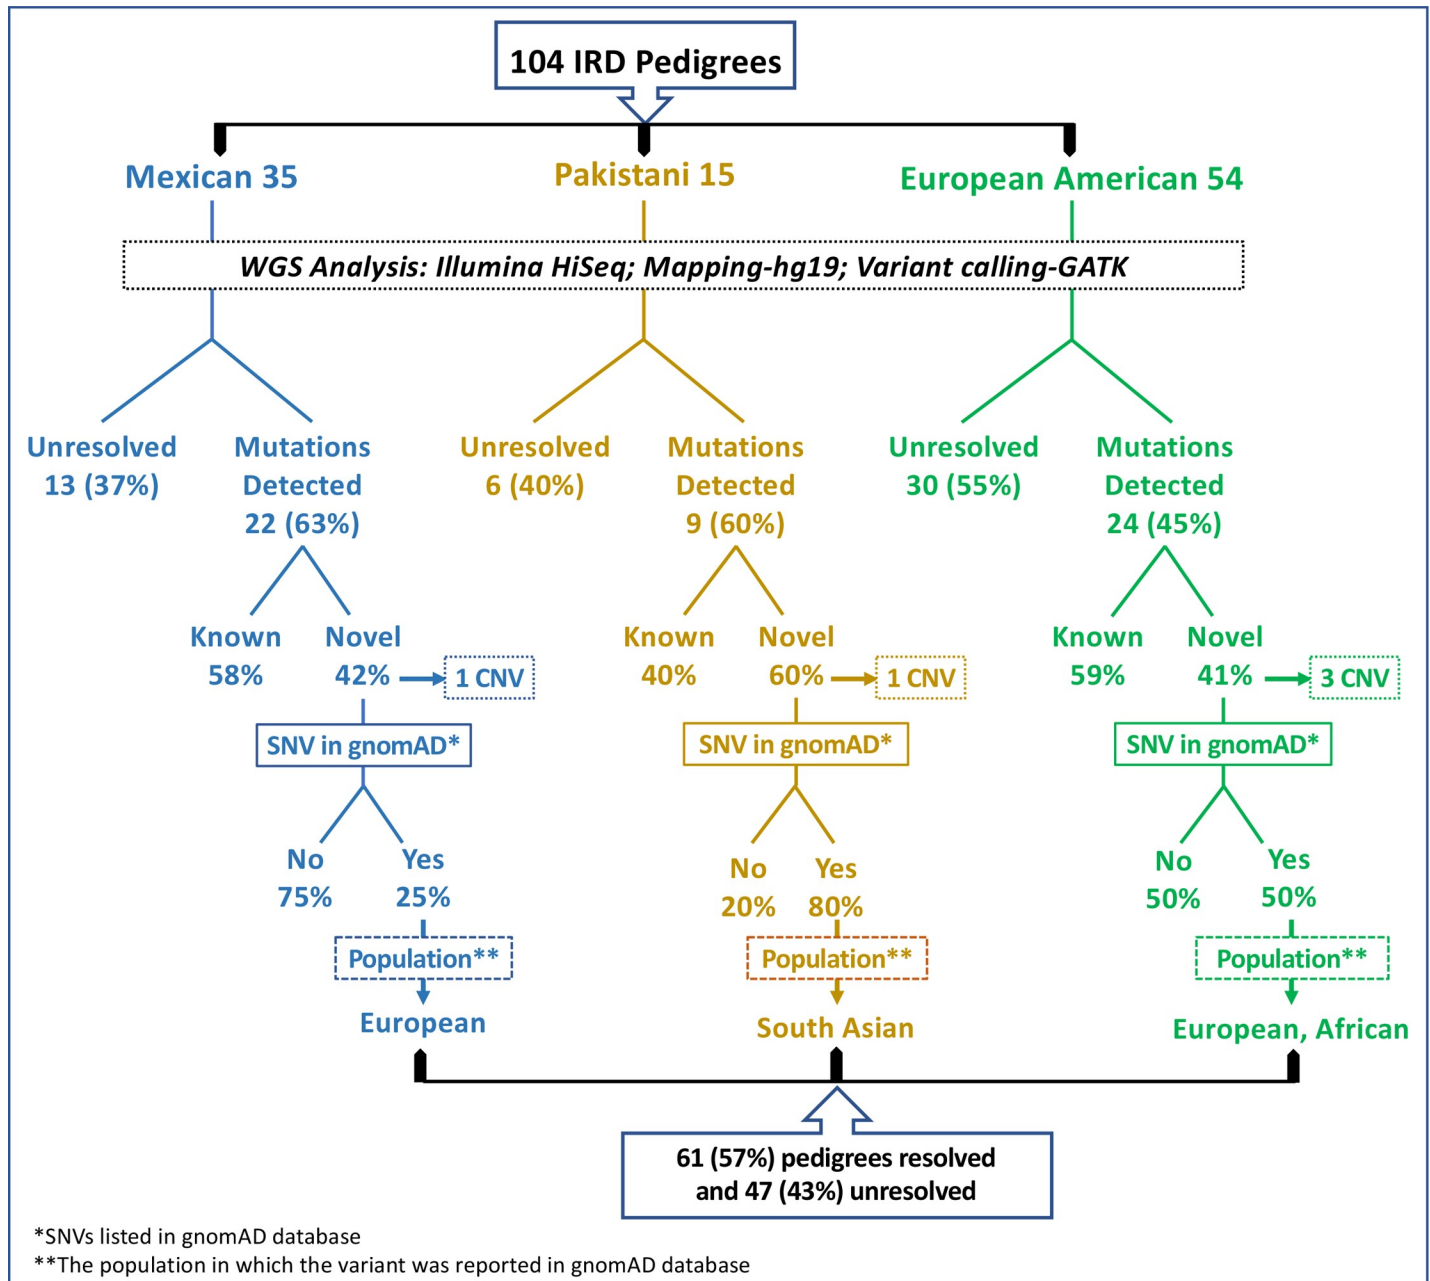 104 IRD Pedigrees
Mexican 35
Pakistani 15
European American 54
WGS Analysis: Illumina HiSeq; Mapping-hg19; Variant calling-GATK
Unresolved
13 (37%)
Mutations
Detected
22 (63%)
Unresolved
6 (40%)
Mutations
Detected
9 (60%)
Unresolved
30 (55%)
Mutations
Detected
24 (45%)
Known
58%
Novel
42%
1 CNV
Known
40%
Novel
60%
1 CNV
Known
59%
Novel
41%
3 CNV
SNV in gnomAD*
SNV in gnomAD*
SNV in gnomAD*
No
75%
Yes
25%
No
20%
Yes
80%
No
50%
Yes
50%
Population**
Population**
Population**
European
South Asian
European, African
61 (57%) pedigrees resolved
and 47 (43%) unresolved
*SNVs listed in gnomAD database
**The population in which the variant was reported in gnomAD database